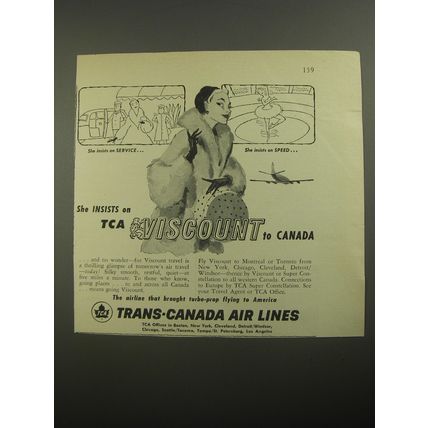 159
She insists on SERVICE...
She insists on SPEED...
She INSISTS on
TCA VISCOUNT to CANADA
... and no wonder—for Viscount travel is
a thrilling glimpse of tomorrow's air travel
—today! Silky smooth, restful, quiet—at
five miles a minute. To those who know,
going places ... to and across all Canada
... means going Viscount.
Fly Viscount to Montreal or Toronto from
New York, Chicago, Cleveland, Detroit/
Windsor—thence by Viscount or Super Con-
stellation to all western Canada. Connections
to Europe by TCA Super Constellation. See
your Travel Agent or TCA Office.
The airline that brought turbo-prop flying to America
TCA
TRANS-CANADA AIR LINES
TCA Offices in Boston, New York, Cleveland, Detroit/Windsor,
Chicago, Seattle/Tacoma, Tampa/St. Petersburg, Los Angeles